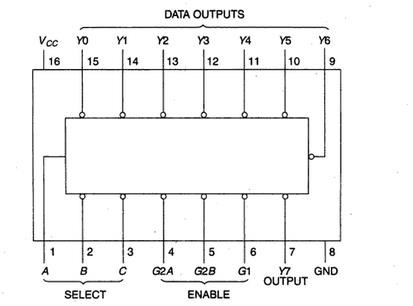 DATA OUTPUTS
VCC Y0 Y1 Y2 Y3 Y4 Y5 Y6
16 15 14 13 12 11 10 9
1 2 3 4 5 6 7 8
A B C G2A G2B G1 Y7 GND
OUTPUT
SELECT ENABLE